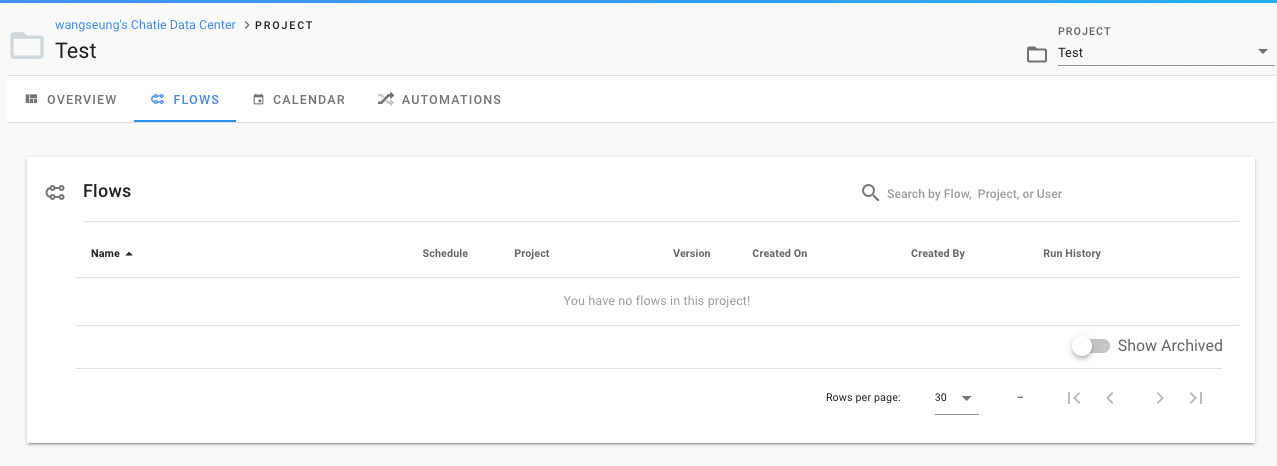 wangseung's Chatie Data Center > PROJECT
Test
PROJECT
Test
OVERVIEW FLOWS CALENDAR AUTOMATIONS
Flows
Search by Flow, Project, or User
Name Schedule Project Version Created On Created By Run History
You have no flows in this project!
Show Archived
Rows per page: 30 –